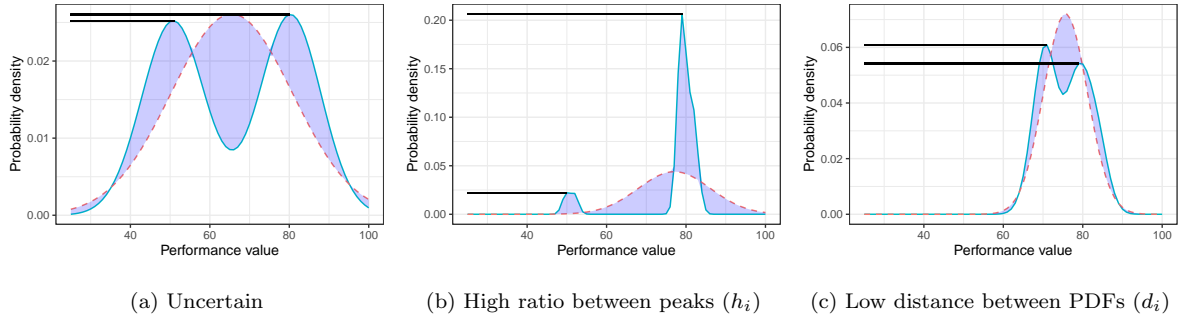 Probability density
0.02
0.01
0.00
40 60 80 100
Performance value
(a) Uncertain
Probability density
0.20
0.15
0.10
0.05
0.00
40 60 80 100
Performance value
(b) High ratio between peaks (hᵢ)
Probability density
0.06
0.04
0.02
0.00
40 60 80 100
Performance value
(c) Low distance between PDFs (dᵢ)